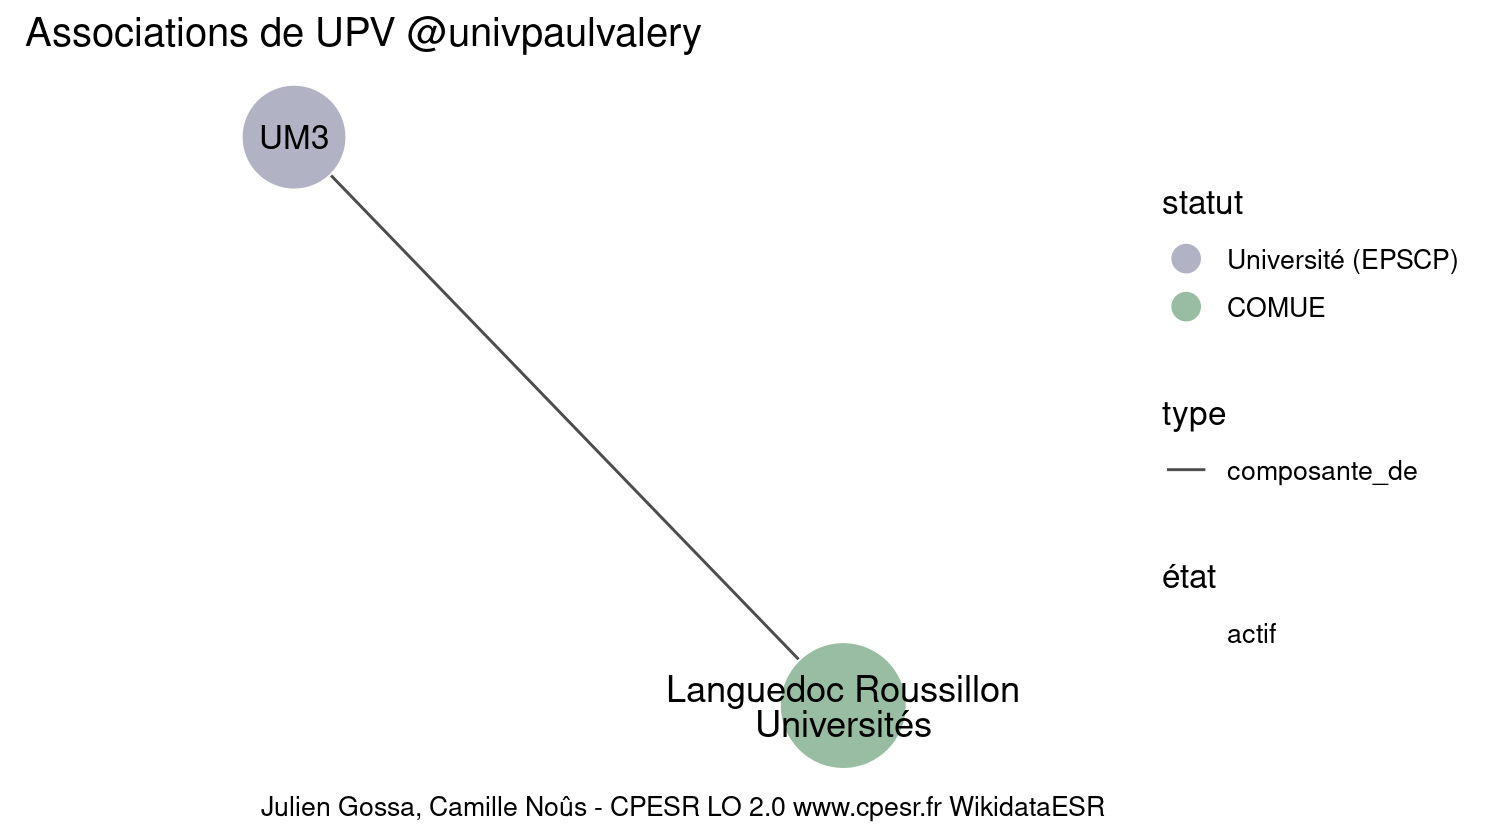 Associations de UPV @univpaulvalery
UM3
statut
Université (EPSCP)
COMUE
type
composante_de
état
actif
Languedoc Roussillon
Universités
Julien Gossa, Camille Noûs - CPESR LO 2.0 www.cpesr.fr WikidataESR